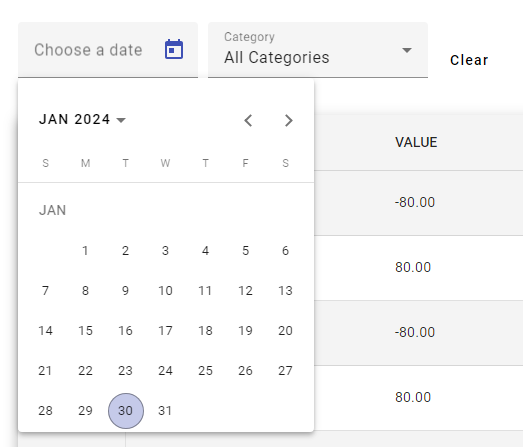 Choose a date
Category
All Categories
Clear
JAN 2024
S M T W T F S
JAN
1 2 3 4 5 6
7 8 9 10 11 12 13
14 15 16 17 18 19 20
21 22 23 24 25 26 27
28 29 30 31
VALUE
-80.00
80.00
-80.00
80.00